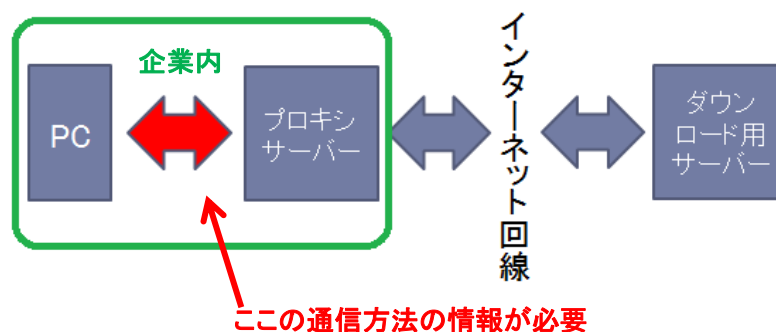 企業内
PC
プロキシ
サーバー
インターネット回線
ダウン
ロード用
サーバー
ここの通信方法の情報が必要